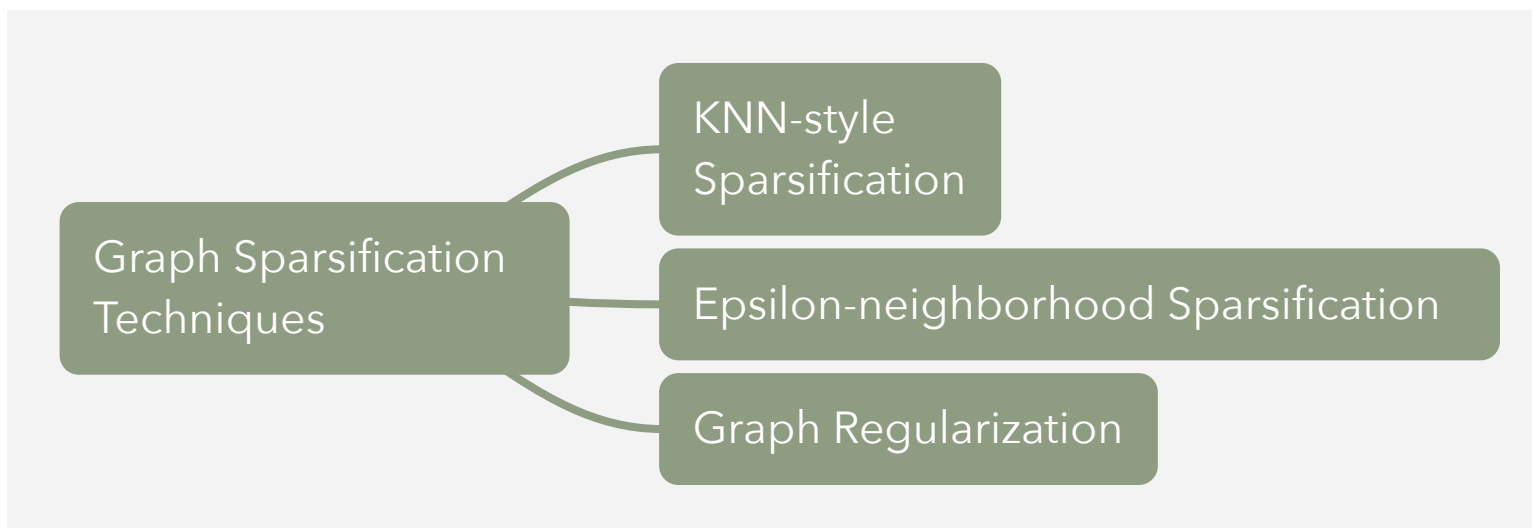 Graph Sparsification
Techniques
KNN-style
Sparsification
Epsilon-neighborhood Sparsification
Graph Regularization